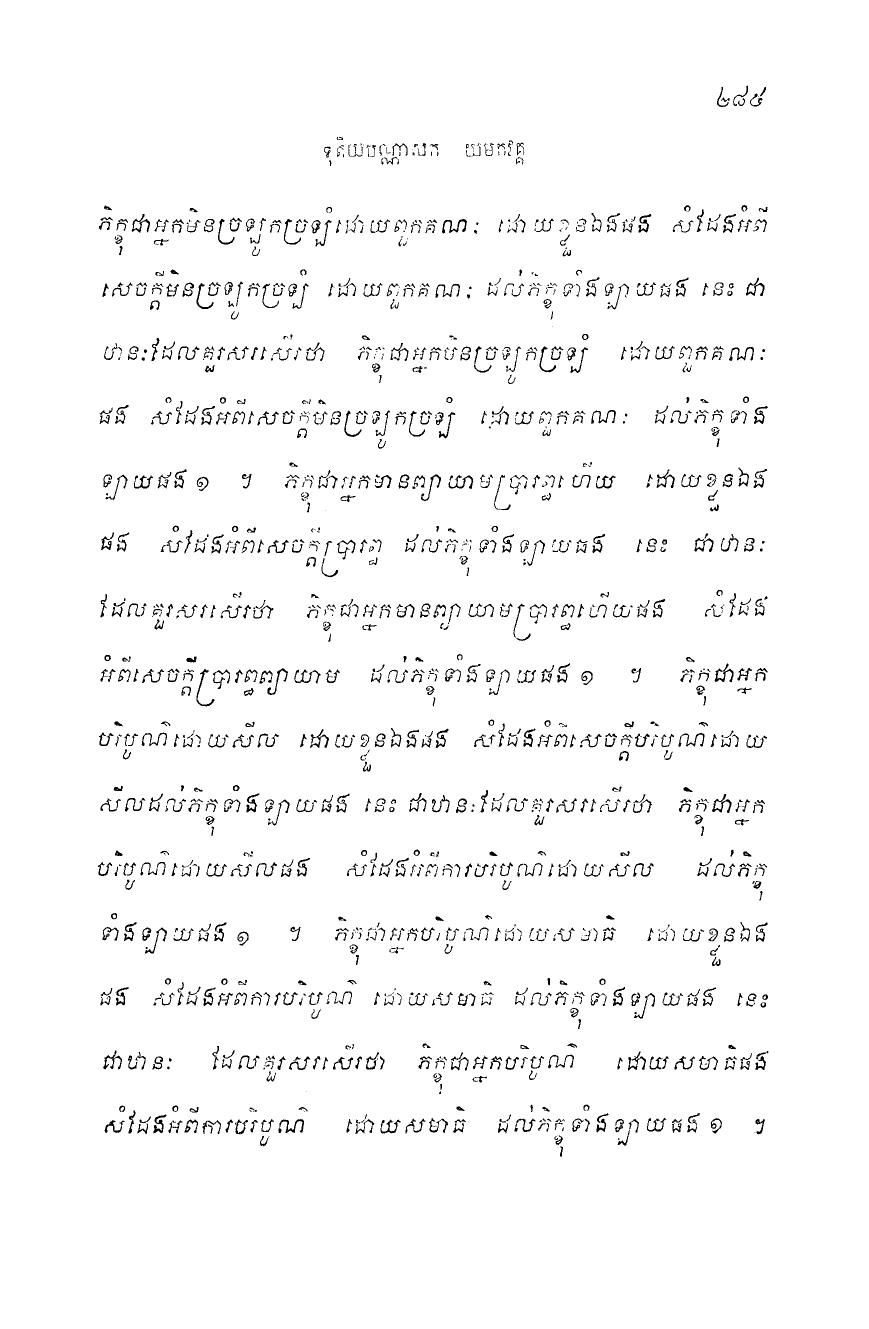 ២៨៥
ទុតិយបណ្ណាសក យមកវគ្គ
ភិក្ខុជាអ្នកមិនច្រឡូកច្រឡំដោយពួកគណៈ ដោយខ្លួនឯងផង សំដែងអំពី
សេចក្តីមិនច្រឡូកច្រឡំ ដោយពួកគណៈ ដល់ភិក្ខុទាំងឡាយផង នេះ ជា
ឋានៈដែលគួរសរសើរថា ភិក្ខុជាអ្នកមិនច្រឡូកច្រឡំ ដោយពួកគណៈ
ផង សំដែងអំពីសេចក្តីមិនច្រឡូកច្រឡំ ដោយពួកគណៈ ដល់ភិក្ខុទាំង
ឡាយផង ១ ។ ភិក្ខុជាអ្នកមានព្យាយាមប្រារព្ធហើយ ដោយខ្លួនឯង
ផង សំដែងអំពីសេចក្តីប្រារព្ធ ដល់ភិក្ខុទាំងឡាយផង នេះ ជាឋានៈ
ដែលគួរសរសើរថា ភិក្ខុជាអ្នកមានព្យាយាមប្រារព្ធហើយផង សំដែង
អំពីសេចក្តីប្រារព្ធព្យាយាម ដល់ភិក្ខុទាំងឡាយផង ១ ។ ភិក្ខុជាអ្នក
បរិបូណ៌ដោយសីល ដោយខ្លួនឯងផង សំដែងអំពីសេចក្តីបរិបូណ៌ដោយ
សីលដល់ភិក្ខុទាំងឡាយផង នេះ ជាឋានៈដែលគួរសរសើរថា ភិក្ខុជាអ្នក
បរិបូណ៌ដោយសីលផង សំដែងអំពីការបរិបូណ៌ដោយសីល ដល់ភិក្ខុ
ទាំងឡាយផង ១ ។ ភិក្ខុជាអ្នកបរិបូណ៌ដោយសមាធិ ដោយខ្លួនឯង
ផង សំដែងអំពីការបរិបូណ៌ ដោយសមាធិ ដល់ភិក្ខុទាំងឡាយផង នេះ
ជាឋានៈ ដែលគួរសរសើរថា ភិក្ខុជាអ្នកបរិបូណ៌ ដោយសមាធិផង
សំដែងអំពីការបរិបូណ៌ ដោយសមាធិ ដល់ភិក្ខុទាំងឡាយផង ១ ។